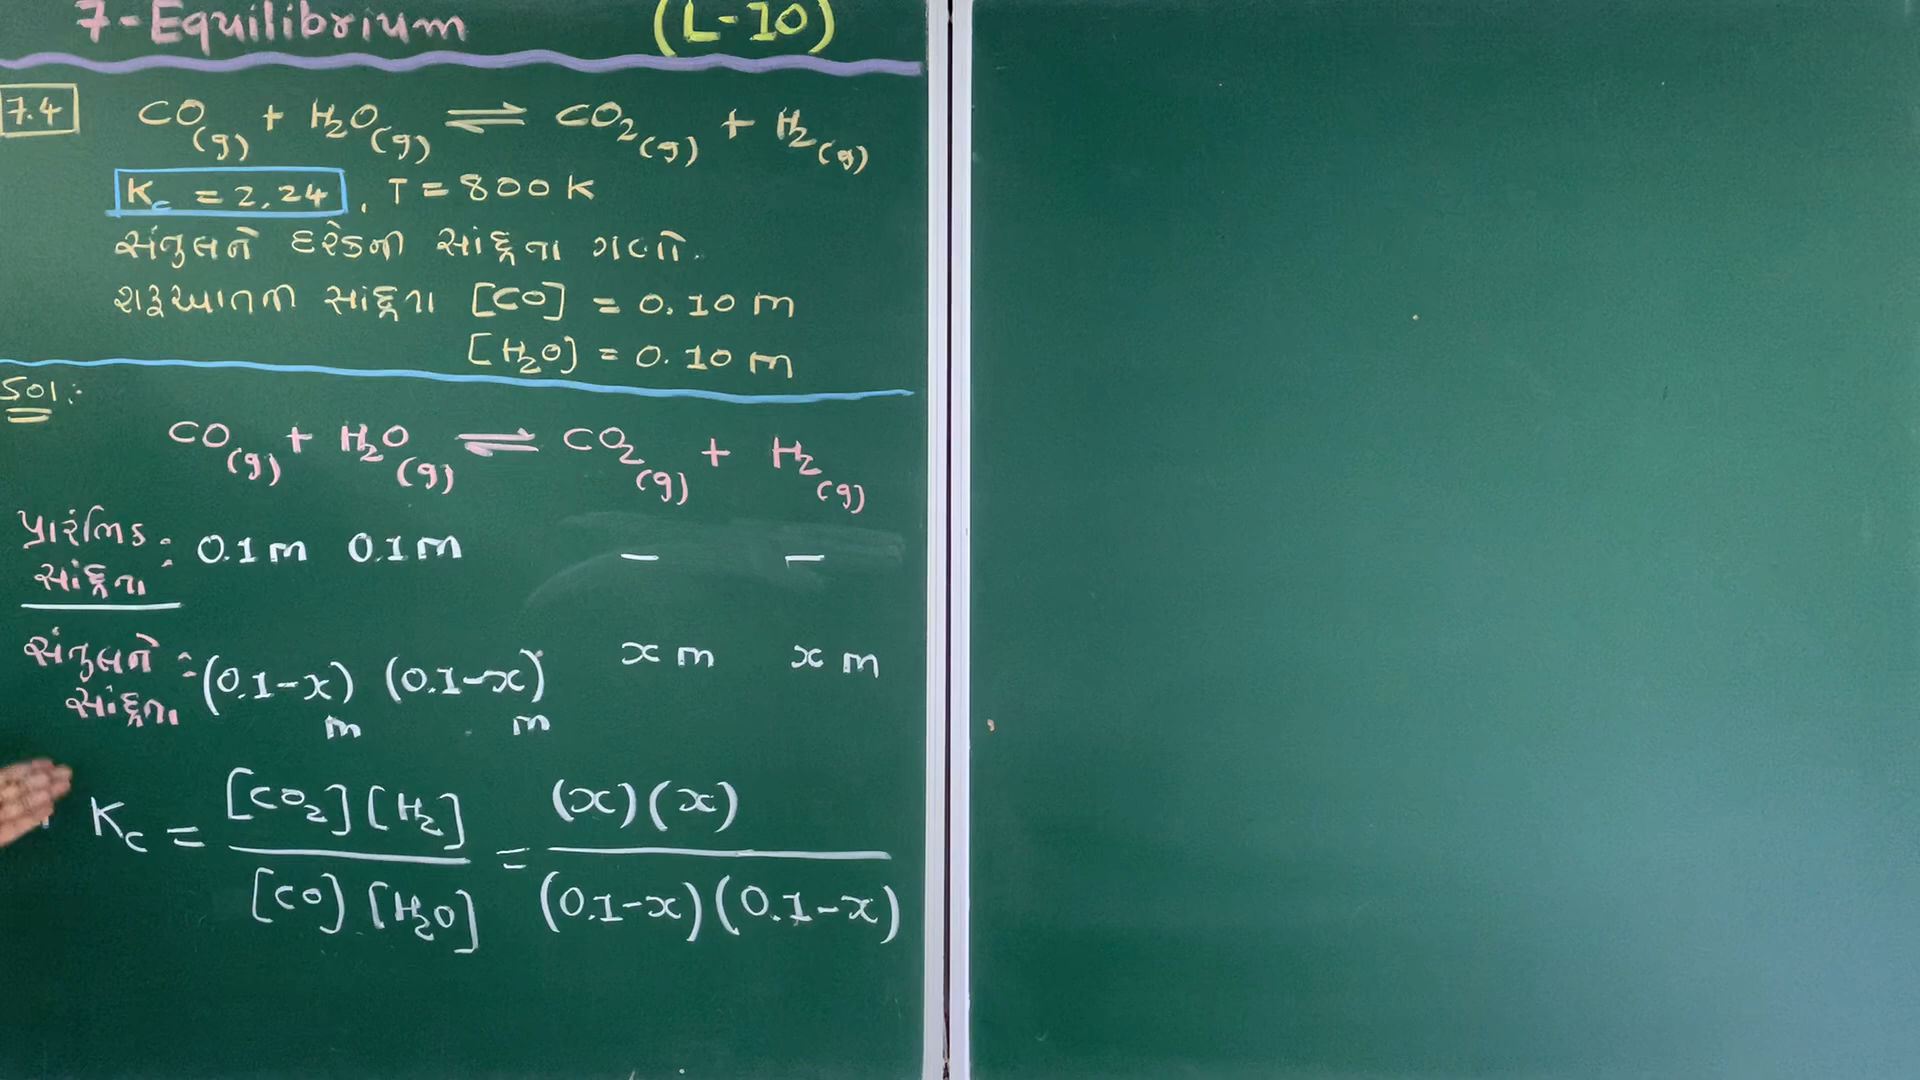 7-Equilibrium (L-10)
7.4 CO(g) + H₂O(g) ⇌ CO₂(g) + H₂(g)
Kc = 2.24, T = 800 K
સંતુલને દરેકની સાંદ્રતા ગણો.
શરૂઆતની સાંદ્રતા [CO] = 0.10 m
[H₂O] = 0.10 m
Sol:
CO(g) + H₂O(g) ⇌ CO₂(g) + H₂(g)
પ્રારંભિક સાંદ્રતા : 0.1 m 0.1 m – –
સંતુલને સાંદ્રતા : (0.1-x) m (0.1-x) m x m x m
Kc = [CO₂][H₂] / [CO][H₂O] = (x)(x) / (0.1-x)(0.1-x)